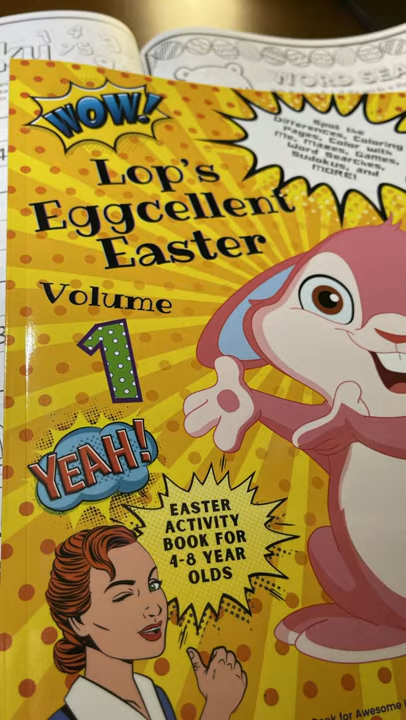 WORD SEA
WOW!
Spot the
Differences, Coloring
Pages, Color with
Me, Mazes, Games,
Word Searches,
Sudokus, and
MORE!
Lop's
Eggcellent
Easter
Volume
1
YEAH!
EASTER
ACTIVITY
BOOK FOR
4-8 YEAR
OLDS
Book for Awesome